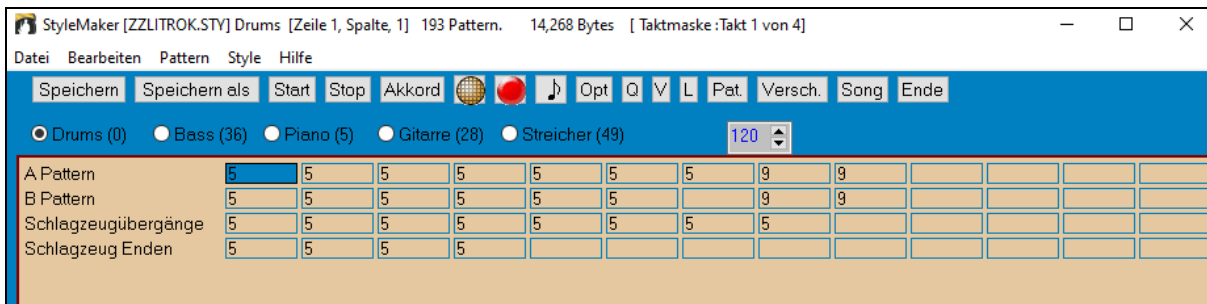 StyleMaker [ZZLITROK.STY] Drums [Zeile 1, Spalte, 1] 193 Pattern. 14,268 Bytes [ Taktmaske :Takt 1 von 4]
Datei Bearbeiten Pattern Style Hilfe
Speichern Speichern als Start Stop Akkord Opt Q V L Pat. Versch. Song Ende
Drums (0) Bass (36) Piano (5) Gitarre (28) Streicher (49) 120
A Pattern 5 5 5 5 5 5 5 9 9
B Pattern 5 5 5 5 5 5 9 9
Schlagzeugübergänge 5 5 5 5 5 5 5 5
Schlagzeug Enden 5 5 5 5